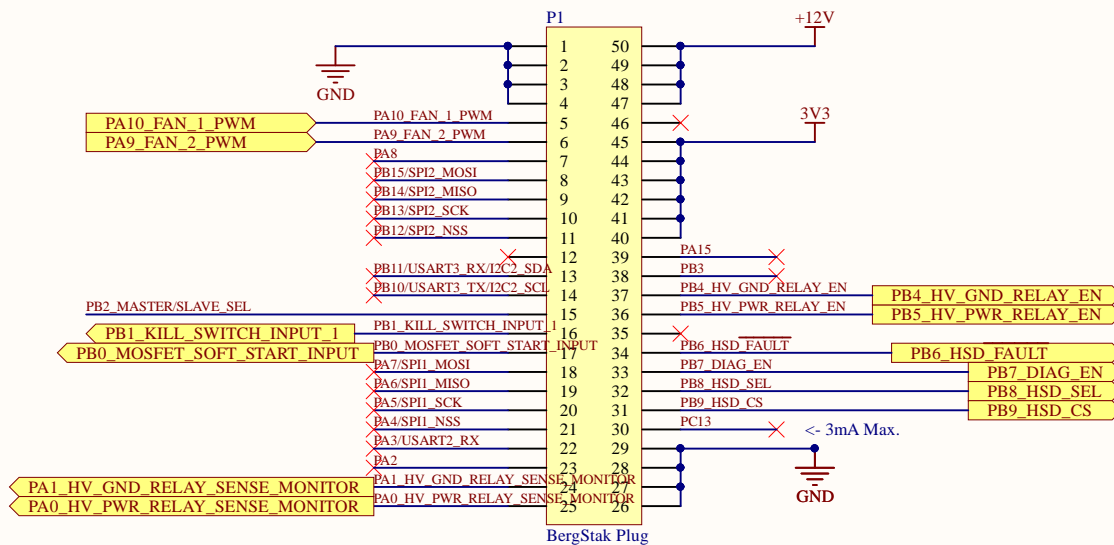 P1
+12V
1 50
2 49
3 48
GND
4 47
PA10_FAN_1_PWM PA10_FAN_1_PWM 5 46 3V3
PA9_FAN_2_PWM PA9_FAN_2_PWM 6 45
PA8 7 44
PB15/SPI2_MOSI 8 43
PB14/SPI2_MISO 9 42
PB13/SPI2_SCK 10 41
PB12/SPI2_NSS 11 40
12 39 PA15
PB11/USART3_RX/I2C2_SDA 13 38 PB3
PB10/USART3_TX/I2C2_SCL 14 37 PB4_HV_GND_RELAY_EN PB4_HV_GND_RELAY_EN
PB2_MASTER/SLAVE_SEL 15 36 PB5_HV_PWR_RELAY_EN PB5_HV_PWR_RELAY_EN
PB1_KILL_SWITCH_INPUT_1 PB1_KILL_SWITCH_INPUT_1 16 35
PB0_MOSFET_SOFT_START_INPUT PB0_MOSFET_SOFT_START_INPUT 17 34 PB6_HSD_FAULT PB6_HSD_FAULT
PA7/SPI1_MOSI 18 33 PB7_DIAG_EN PB7_DIAG_EN
PA6/SPI1_MISO 19 32 PB8_HSD_SEL PB8_HSD_SEL
PA5/SPI1_SCK 20 31 PB9_HSD_CS PB9_HSD_CS
PA4/SPI1_NSS 21 30 PC13 <- 3mA Max.
PA3/USART2_RX 22 29
PA2 23 28
PA1_HV_GND_RELAY_SENSE_MONITOR PA1_HV_GND_RELAY_SENSE_MONITOR 24 27 GND
PA0_HV_PWR_RELAY_SENSE_MONITOR PA0_HV_PWR_RELAY_SENSE_MONITOR 25 26
BergStak Plug